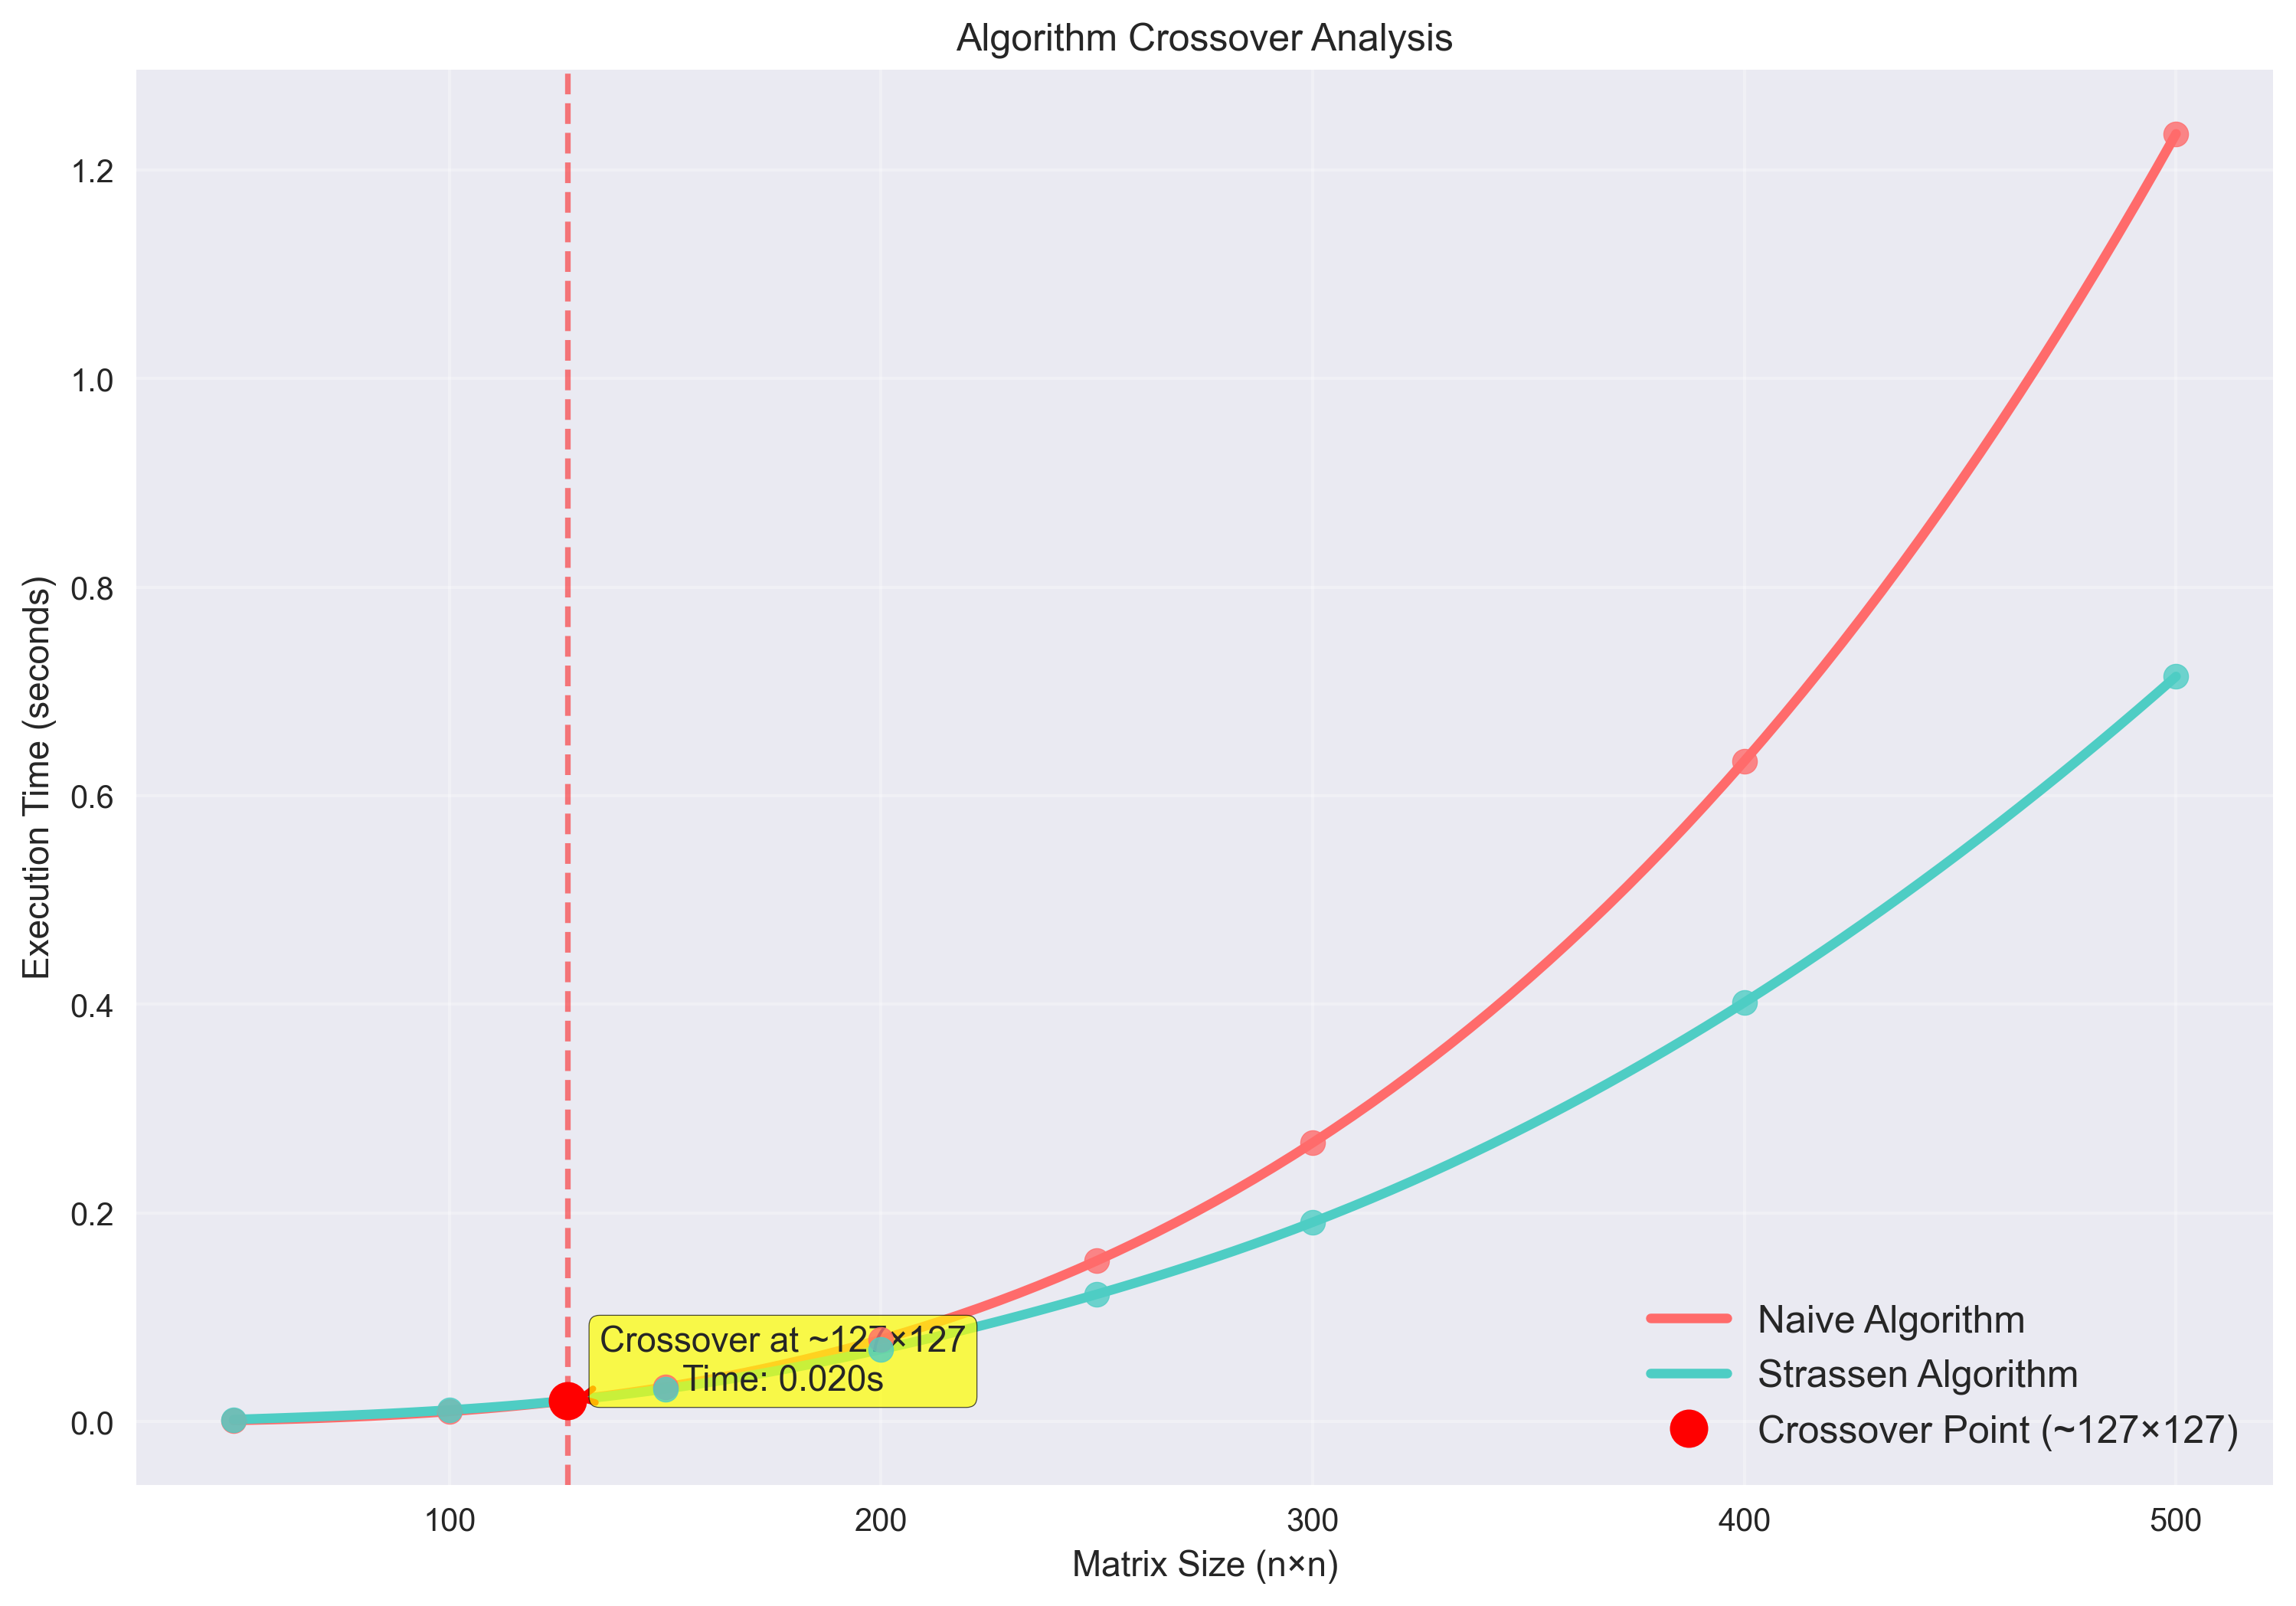 Algorithm Crossover Analysis
Execution Time (seconds)
1.2
1.0
0.8
0.6
0.4
0.2
0.0
Crossover at ~127×127
Time: 0.020s
Naive Algorithm
Strassen Algorithm
Crossover Point (~127×127)
100
200
300
400
500
Matrix Size (n×n)